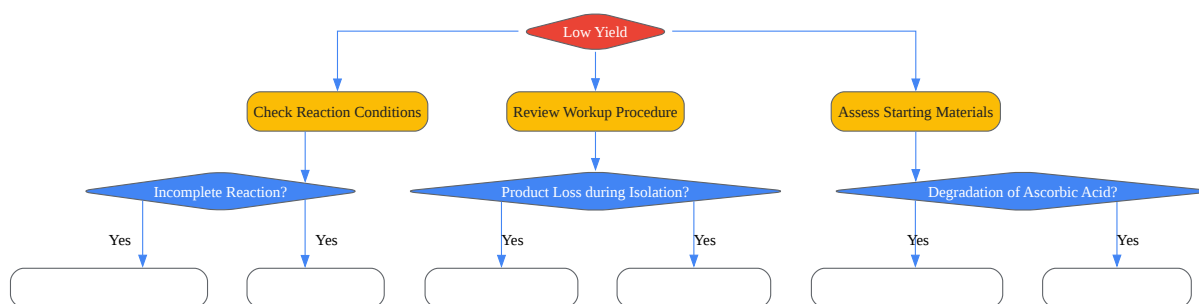 Low Yield
Check Reaction Conditions
Review Workup Procedure
Assess Starting Materials
Incomplete Reaction?
Product Loss during Isolation?
Degradation of Ascorbic Acid?
Yes
Yes
Yes
Yes
Yes
Yes